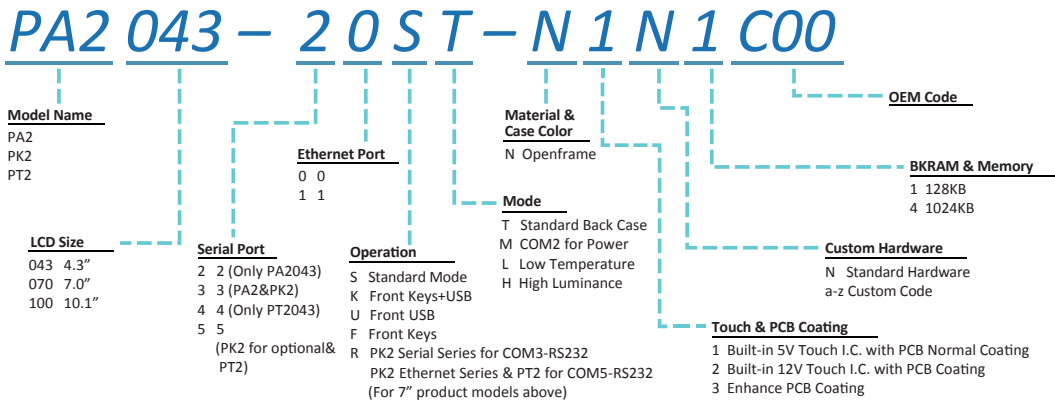 PA2 043 – 2 0 S T – N 1 N 1 C00
Model Name
PA2
PK2
PT2
LCD Size
043 4.3”
070 7.0”
100 10.1”
Serial Port
2 2 (Only PA2043)
3 3 (PA2&PK2)
4 4 (Only PT2043)
5 5
(PK2 for optional&
PT2)
Ethernet Port
0 0
1 1
Operation
S Standard Mode
K Front Keys+USB
U Front USB
F Front Keys
R PK2 Serial Series for COM3-RS232
PK2 Ethernet Series & PT2 for COM5-RS232
(For 7” product models above)
Mode
T Standard Back Case
M COM2 for Power
L Low Temperature
H High Luminance
Material &
Case Color
N Openframe
Touch & PCB Coating
1 Built-in 5V Touch I.C. with PCB Normal Coating
2 Built-in 12V Touch I.C. with PCB Coating
3 Enhance PCB Coating
Custom Hardware
N Standard Hardware
a-z Custom Code
BKRAM & Memory
1 128KB
4 1024KB
OEM Code